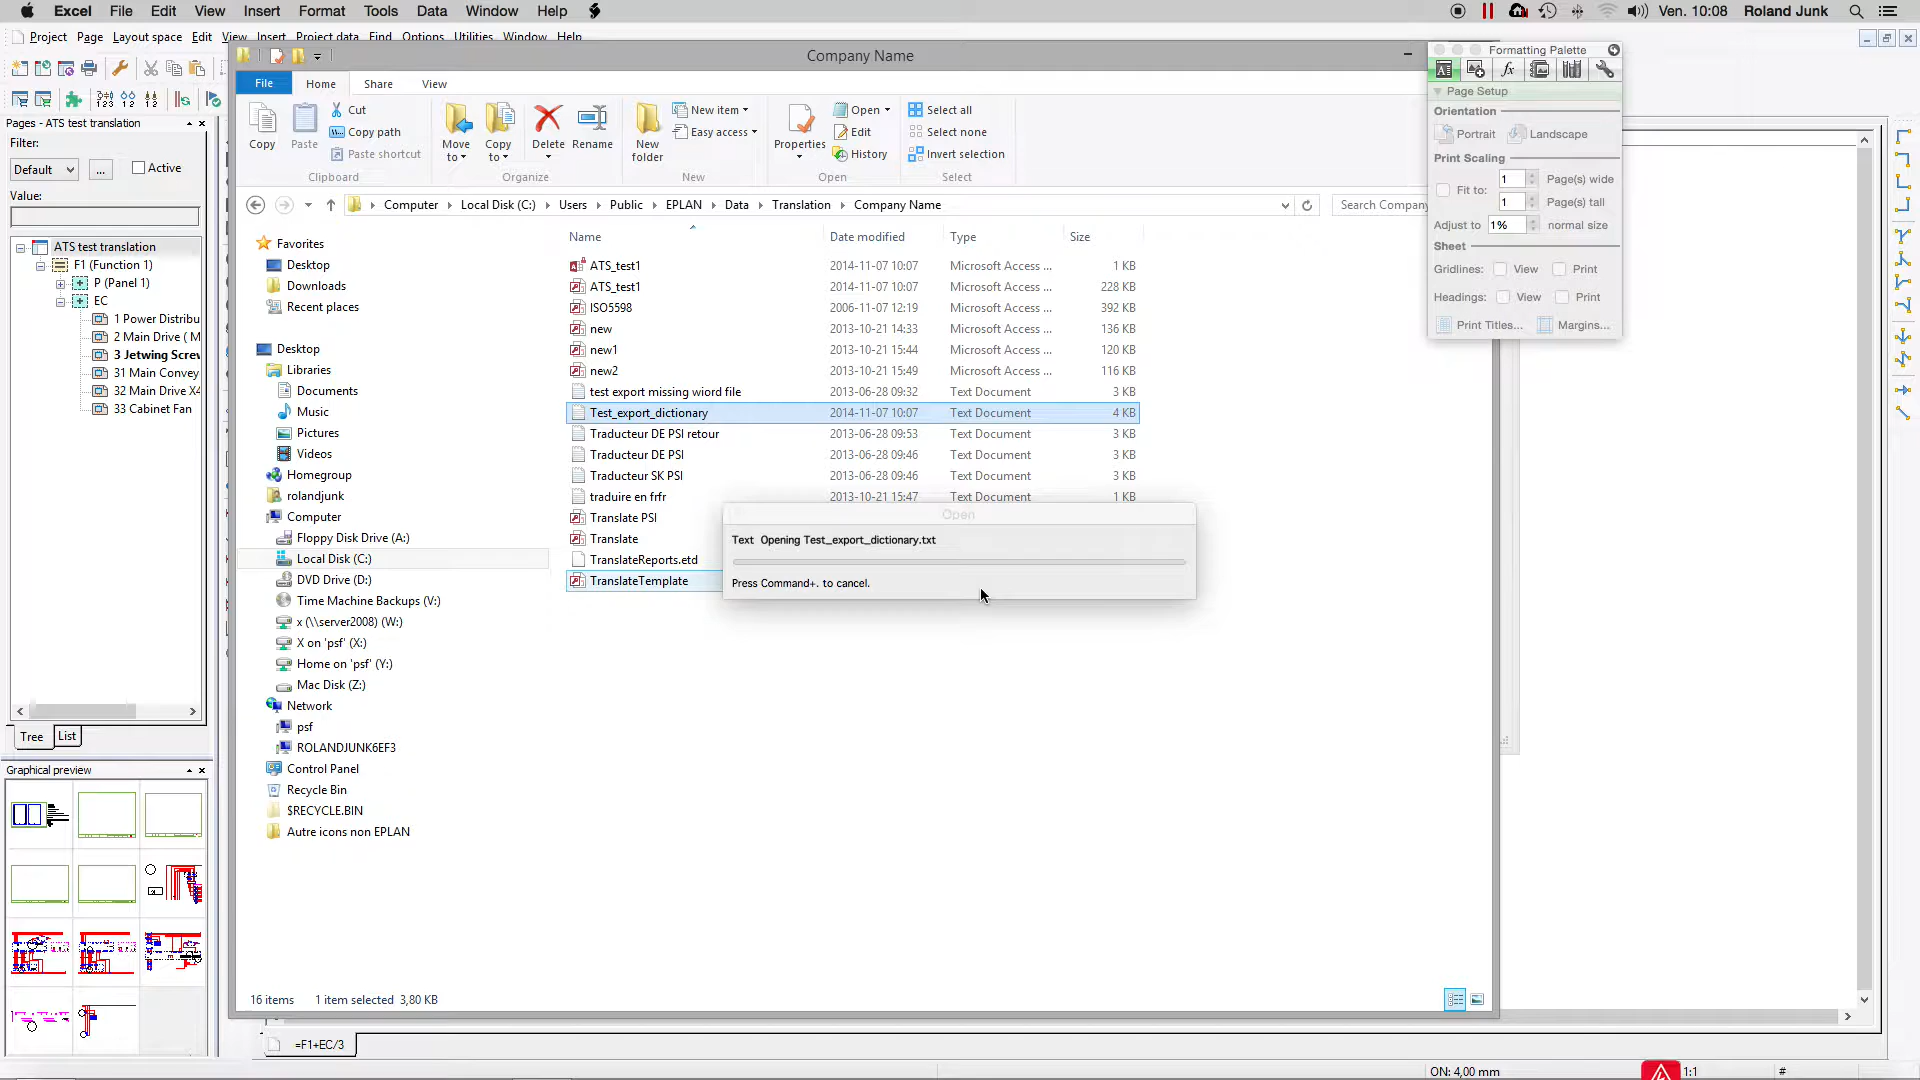 Excel File Edit View Insert Format Tools Data Window Help Ven. 10:08 Roland Junk
Project Page Layout space Edit View Insert Project data Find Options Utilities Window Help
Company Name
File Home Share View
Copy
Paste
Cut
Copy path
Paste shortcut
Clipboard
Move to
Copy to
Delete
Rename
Organize
New folder
New item
Easy access
New
Properties
Open
Edit
History
Open
Select all
Select none
Invert selection
Select
Computer Local Disk (C:) Users Public EPLAN Data Translation Company Name
Search Company
Pages - ATS test translation
Filter:
Default ... Active
Value:
ATS test translation
F1 (Function 1)
P (Panel 1)
EC
1 Power Distribu
2 Main Drive ( M
3 Jetwing Screw
31 Main Convey
32 Main Drive X4
33 Cabinet Fan
Tree List
Graphical preview
Favorites
Desktop
Downloads
Recent places
Desktop
Libraries
Documents
Music
Pictures
Videos
Homegroup
rolandjunk
Computer
Floppy Disk Drive (A:)
Local Disk (C:)
DVD Drive (D:)
Time Machine Backups (V:)
x (\\server2008) (W:)
X on 'psf' (X:)
Home on 'psf' (Y:)
Mac Disk (Z:)
Network
psf
ROLANDJUNK6EF3
Control Panel
Recycle Bin
$RECYCLE.BIN
Autre icons non EPLAN
Name Date modified Type Size
ATS_test1 2014-11-07 10:07 Microsoft Access ... 1 KB
ATS_test1 2014-11-07 10:07 Microsoft Access ... 228 KB
ISO5598 2006-11-07 12:19 Microsoft Access ... 392 KB
new 2013-10-21 14:33 Microsoft Access ... 136 KB
new1 2013-10-21 15:44 Microsoft Access ... 120 KB
new2 2013-10-21 15:49 Microsoft Access ... 116 KB
test export missing wird file 2013-06-28 09:32 Text Document 3 KB
Test_export_dictionary 2014-11-07 10:07 Text Document 4 KB
Traducteur DE PSI retour 2013-06-28 09:53 Text Document 3 KB
Traducteur DE PSI 2013-06-28 09:46 Text Document 3 KB
Traducteur SK PSI 2013-06-28 09:46 Text Document 3 KB
traduire en frfr 2013-10-21 15:47 Text Document 1 KB
Translate PSI
Translate
TranslateReports.etd
TranslateTemplate
Open
Text Opening Test_export_dictionary.txt
Press Command+. to cancel.
Formatting Palette
Page Setup
Orientation
Portrait Landscape
Print Scaling
Fit to: 1 Page(s) wide
1 Page(s) tall
Adjust to 1% normal size
Sheet
Gridlines: View Print
Headings: View Print
Print Titles... Margins...
16 items 1 item selected 3,80 KB
=F1+EC/3
ON: 4,00 mm 1:1 #